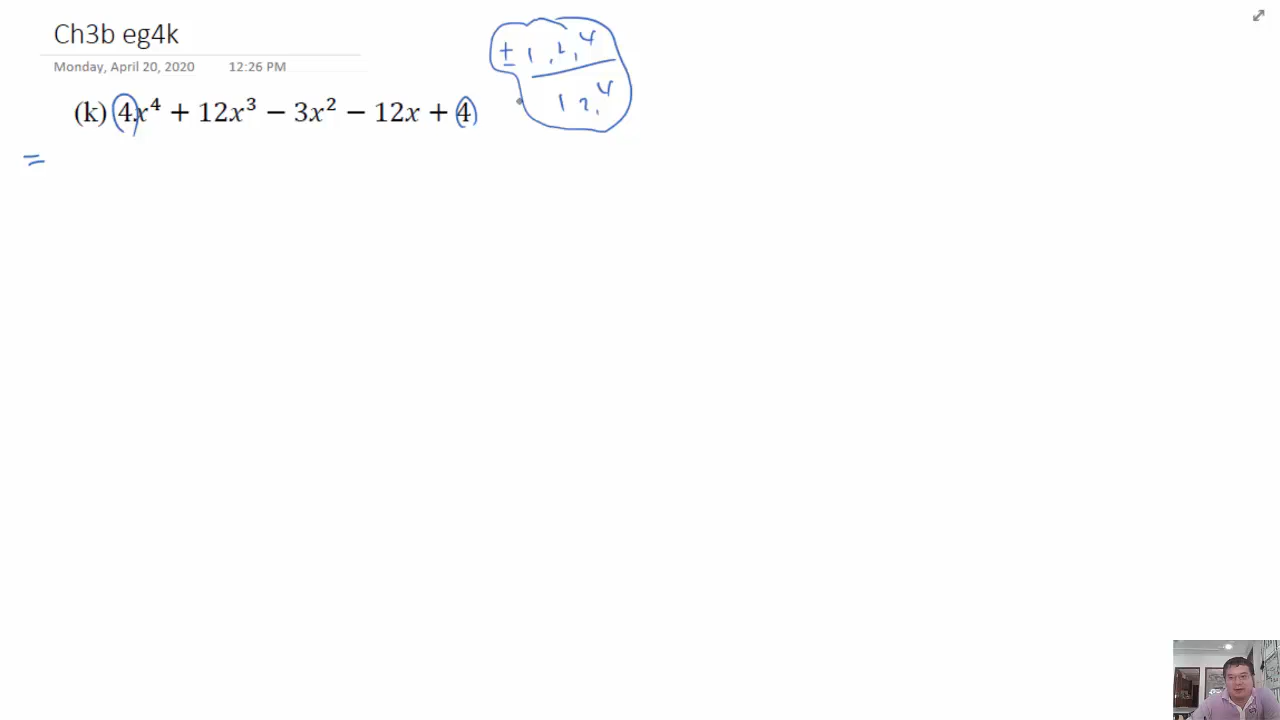 Ch3b eg4k
Monday, April 20, 2020 12:26 PM
(k) 4x⁴ + 12x³ − 3x² − 12x + 4
± 1, 2, 4
1 2, 4
=